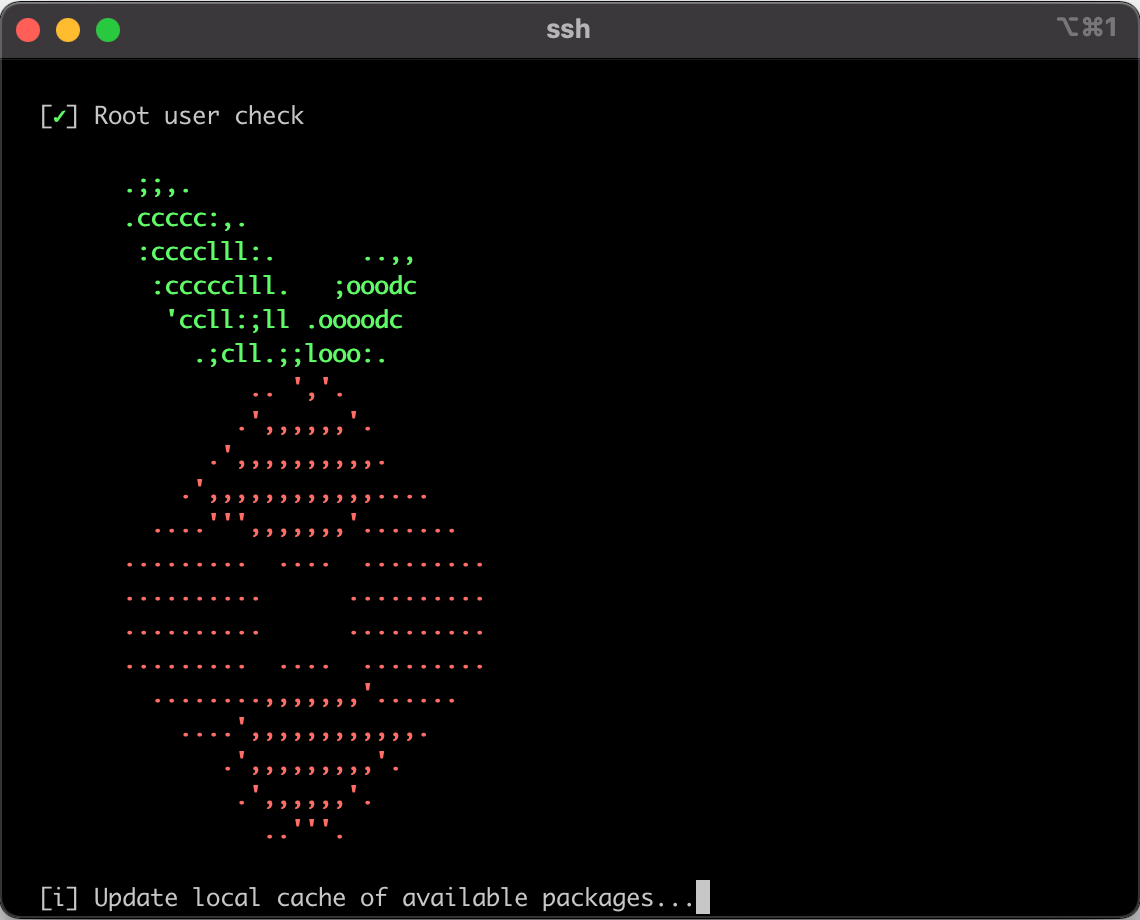 ssh ⌥⌘1
[✓] Root user check
        .;;,.
        .ccccc:,.
         :cccclll:.      ..,,
          :ccccclll.   ;ooodc
           'ccll:;ll .oooodc
             .;cll.;;looo:.
                 .. ','.
                .',,,,,,'.
              .',,,,,,,,,,.
            .',,,,,,,,,,,,....
          ....''',,,,,,,'.......
        .........  ....  .........
        ..........      ..........
        ..........      ..........
        .........  ....  .........
          ........,,,,,,,'......
            ....',,,,,,,,,,,,.
               .',,,,,,,,,'.
                .',,,,,,'.
                  ..'''.
[i] Update local cache of available packages...